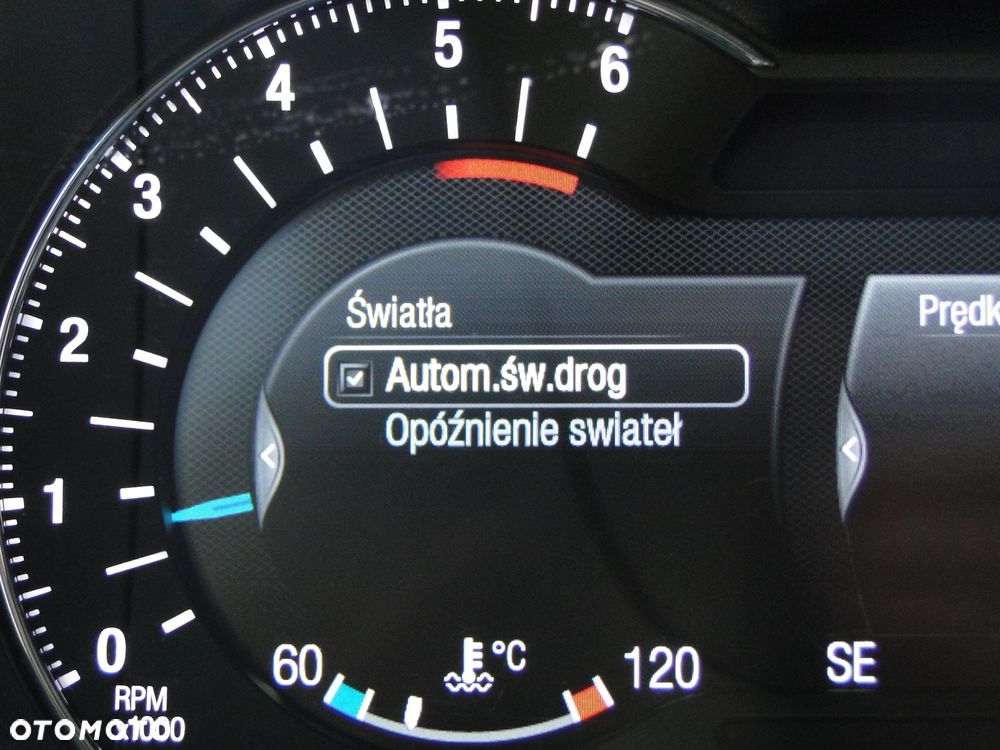 5
6
4
3
Światła
Prędk
2
Autom.św.drog
Opóźnienie swiateł
1
0
60
°C
120
SE
RPM
x1000
OTOMOTO